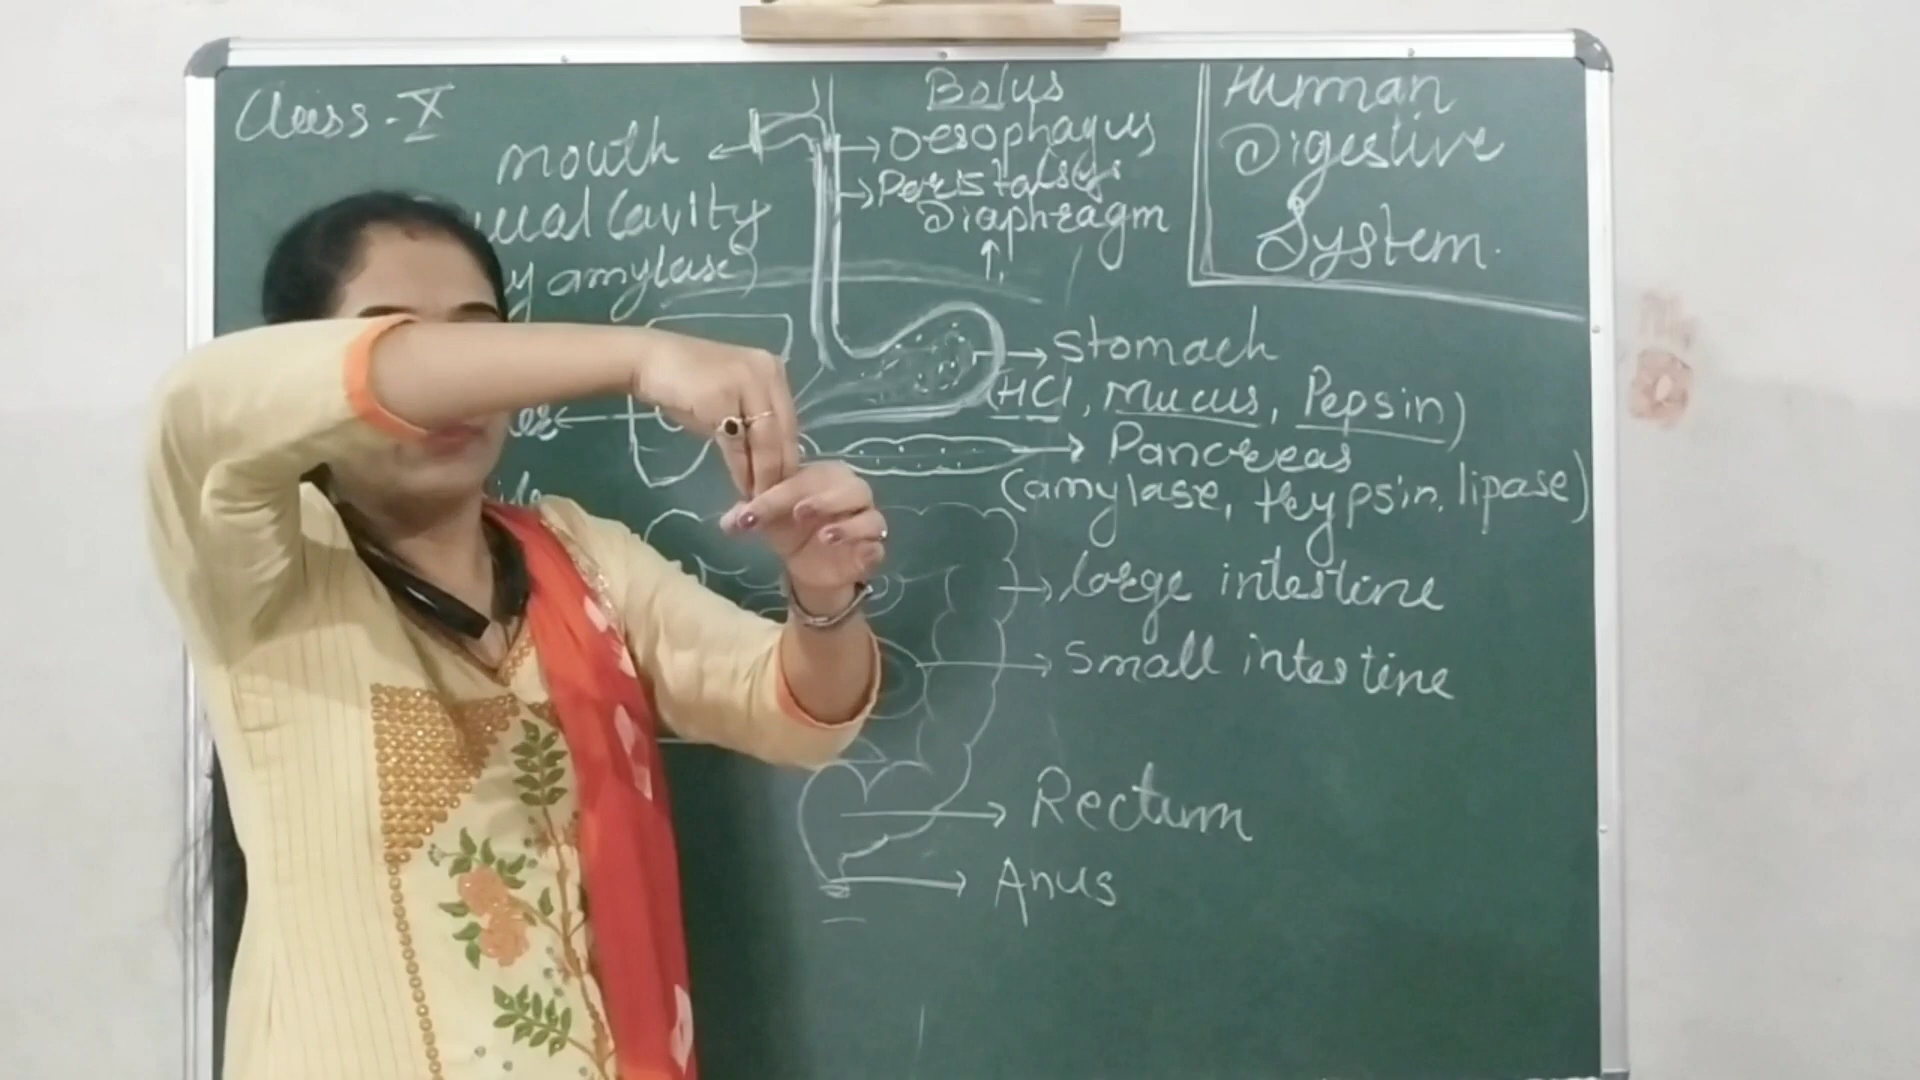 Class-X
Human
Digestive
System.
Bolus
mouth
Oesophagus
Peristalsys
Cavity
Diaphragm
amylase)
Stomach
(HCl, Mucus, Pepsin)
Pancreas
(amylase, trypsin, lipase)
large intestine
small intestine
Rectum
Anus